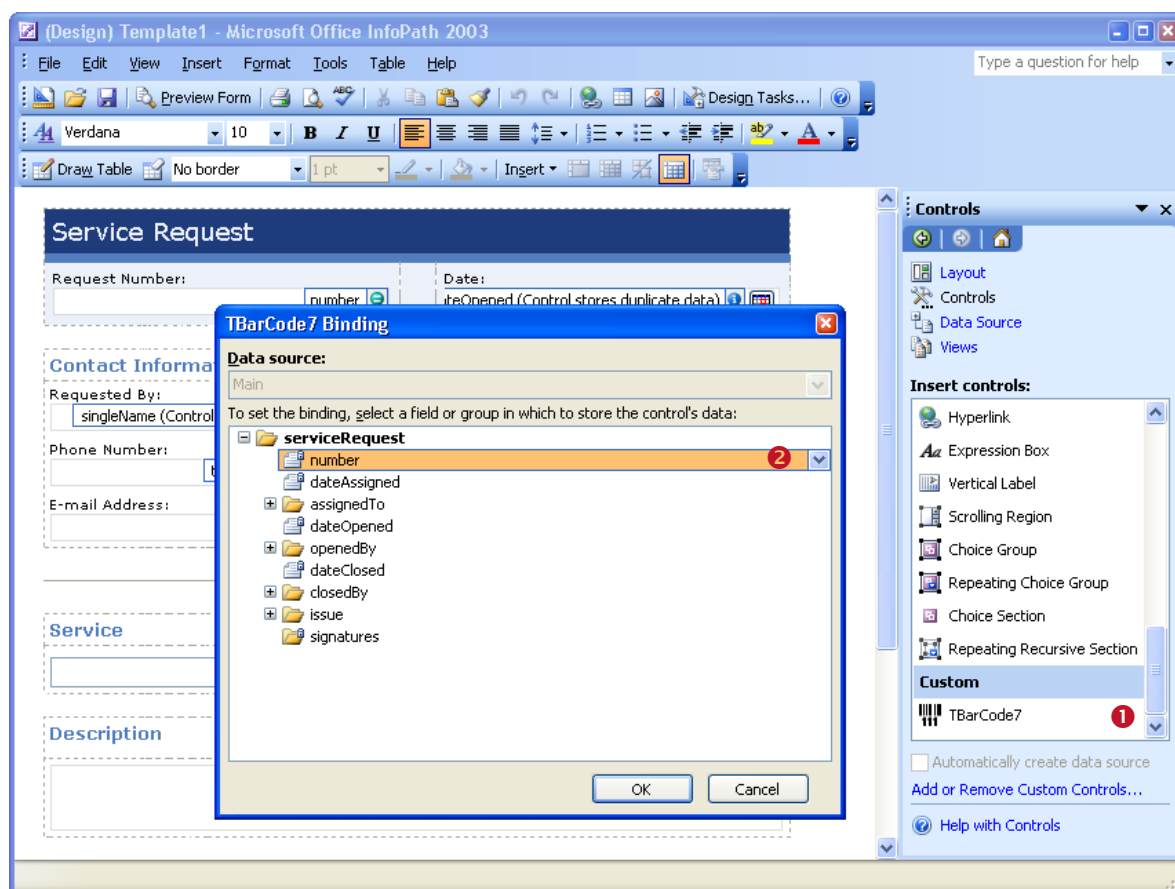 (Design) Template1 - Microsoft Office InfoPath 2003
File Edit View Insert Format Tools Table Help
Type a question for help
Preview Form ABC Design Tasks...
Verdana 10 B I U ab A
Draw Table No border 1 pt Insert
Service Request
Request Number:
Date:
number
teOpened (Control stores duplicate data)
Contact Informa
Requested By:
singleName (Control
Phone Number:
E-mail Address:
Service
Description
TBarCode7 Binding
Data source:
Main
To set the binding, select a field or group in which to store the control's data:
serviceRequest
number 2
dateAssigned
assignedTo
dateOpened
openedBy
dateClosed
closedBy
issue
signatures
OK Cancel
Controls
Layout
Controls
Data Source
Views
Insert controls:
Hyperlink
Aa Expression Box
Vertical Label
Scrolling Region
Choice Group
Repeating Choice Group
Choice Section
Repeating Recursive Section
Custom
TBarCode7 1
Automatically create data source
Add or Remove Custom Controls...
Help with Controls